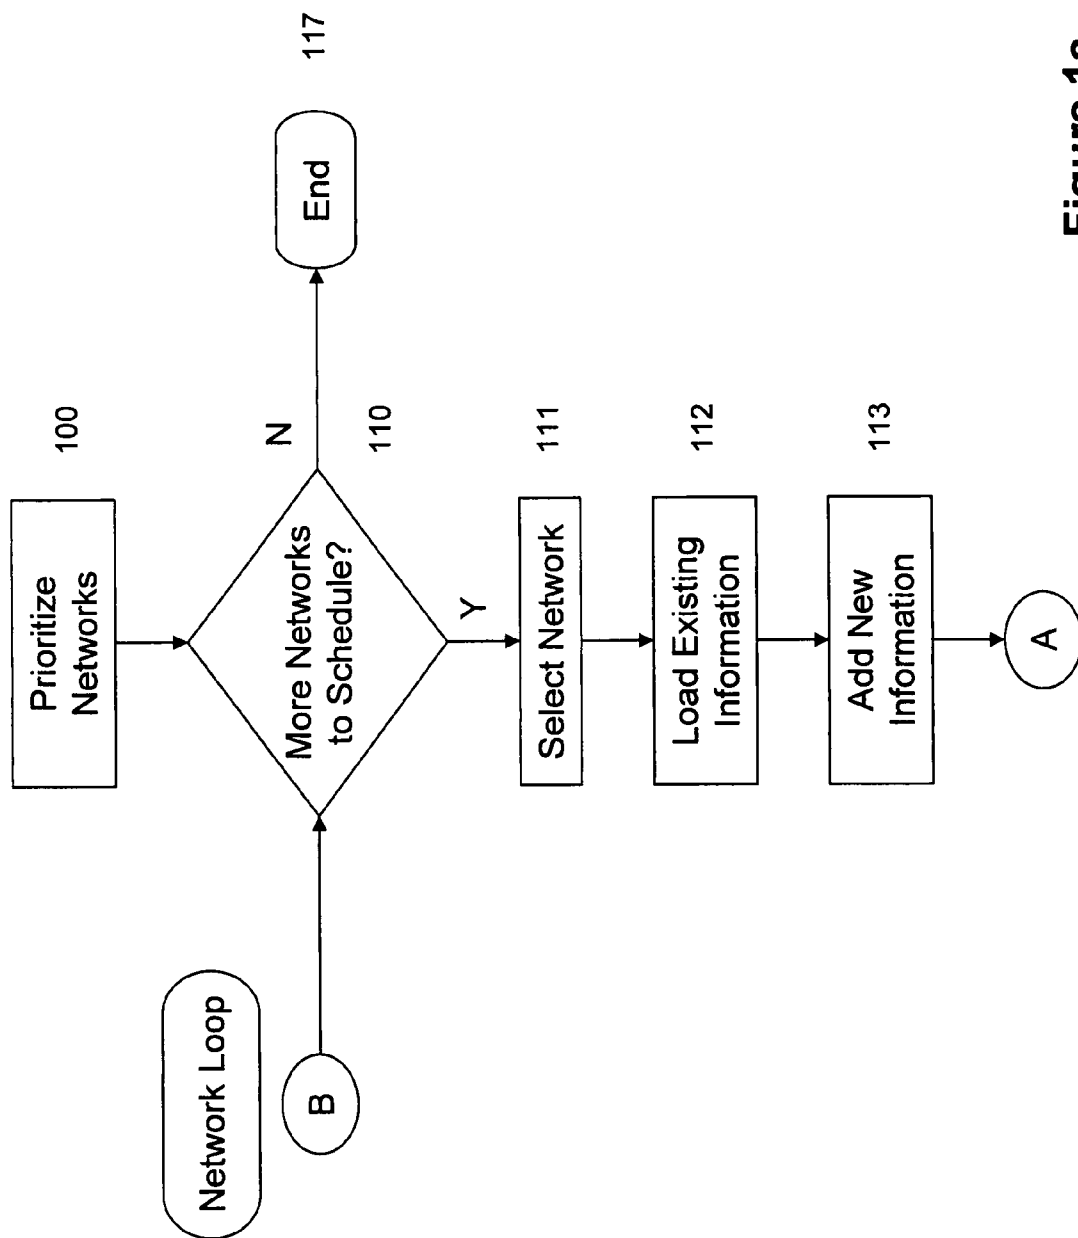 Prioritize
Networks
100
Network Loop
B
More Networks
to Schedule?
N
110
End
117
Y
Select Network
111
Load Existing
Information
112
Add New
Information
113
A